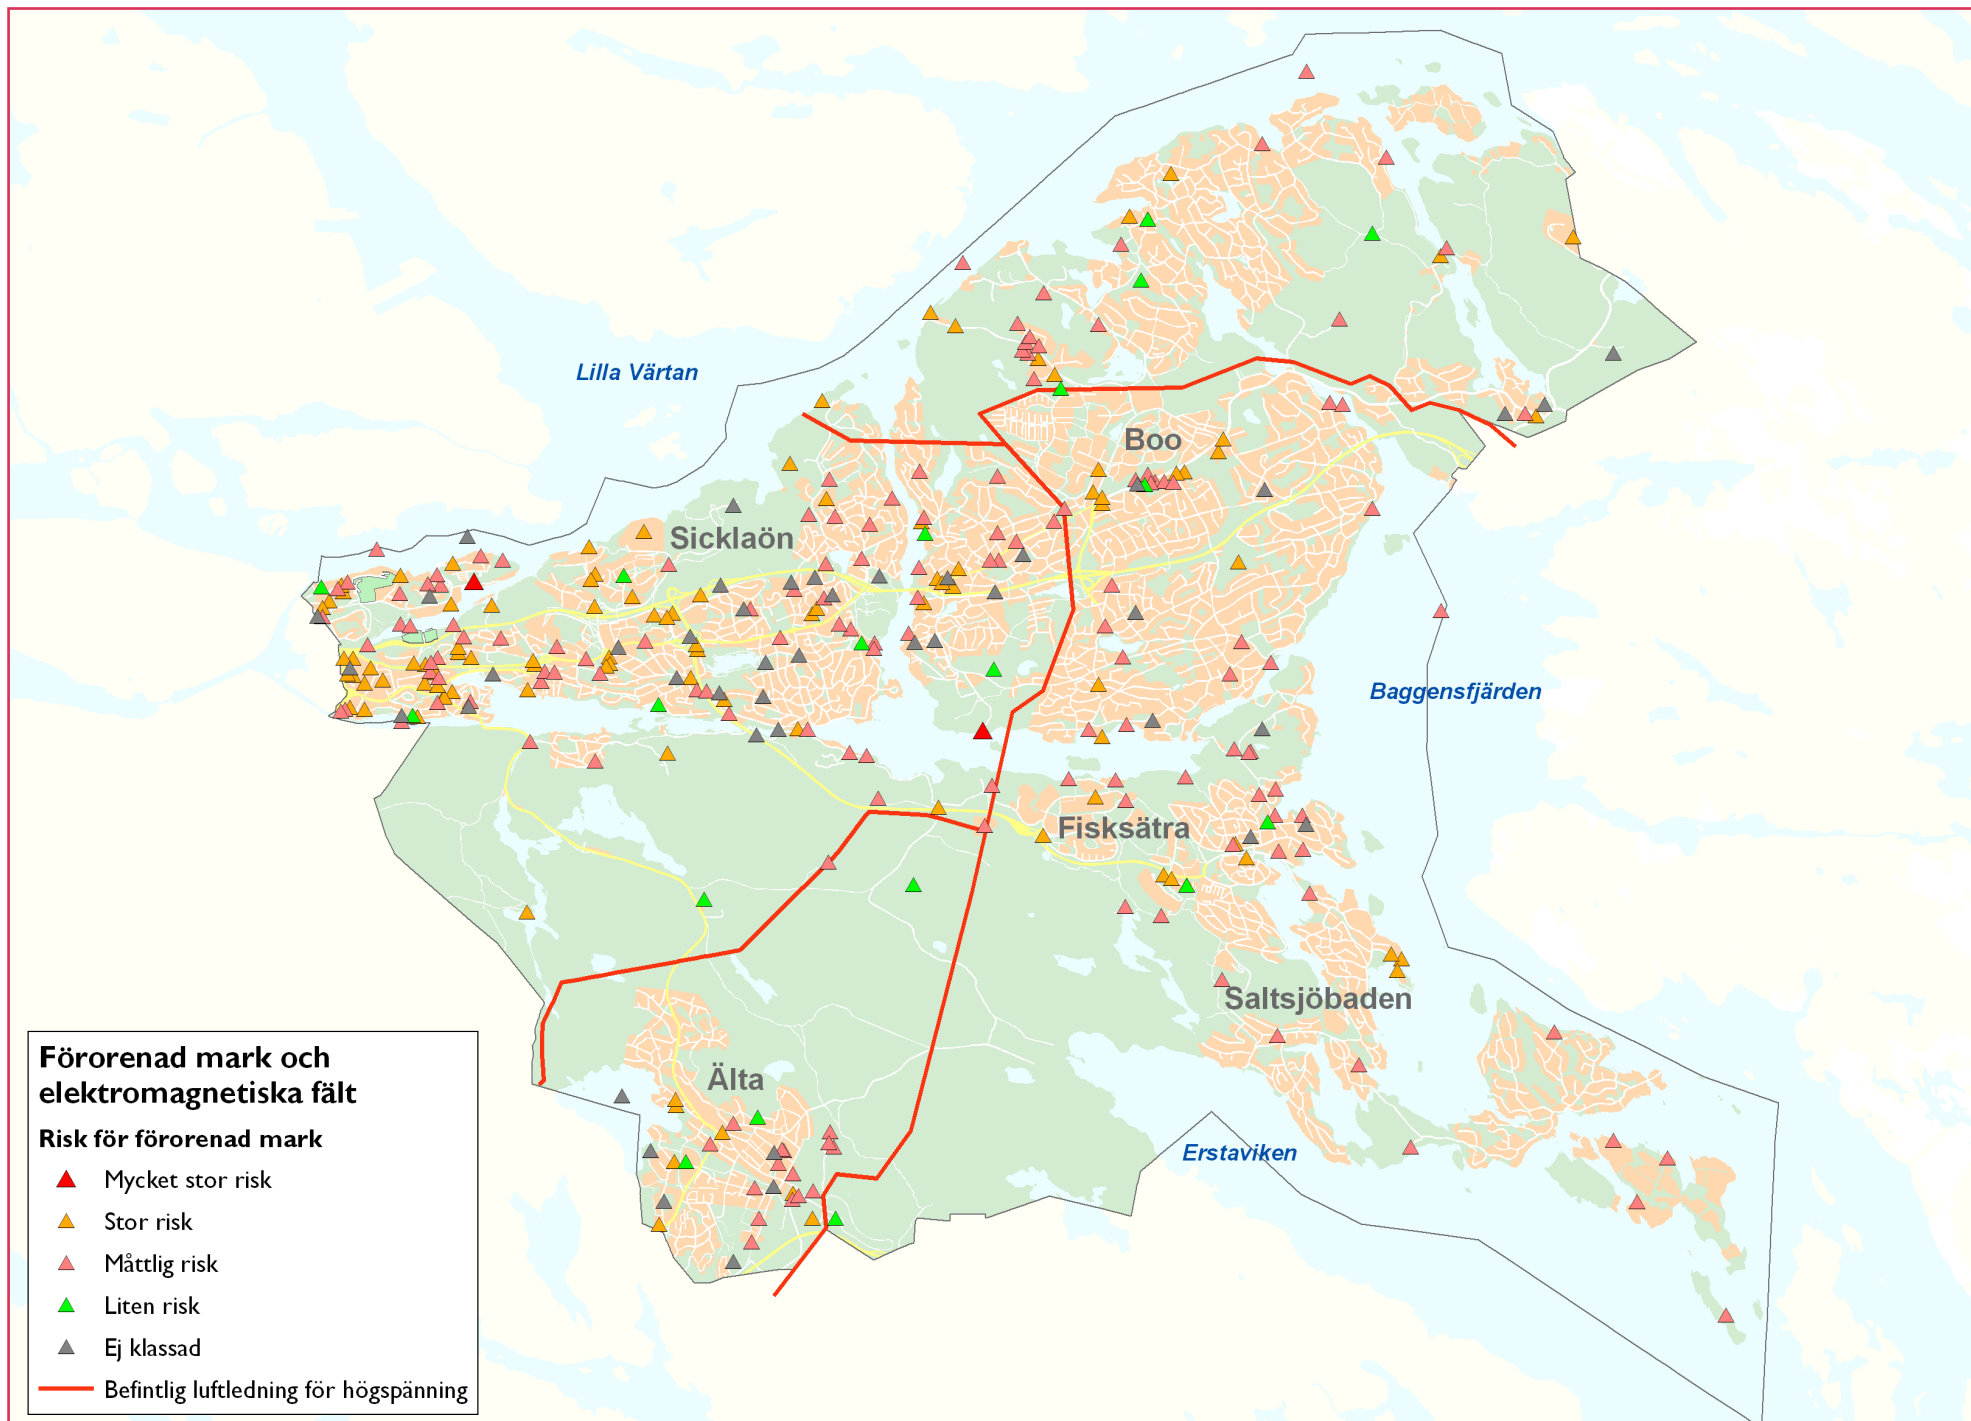 Lilla Värtan
Boo
Sicklaön
Baggensfjärden
Fisksätra
Saltsjöbaden
Älta
Erstaviken
Förorenad mark och
elektromagnetiska fält
Risk för förorenad mark
Mycket stor risk
Stor risk
Måttlig risk
Liten risk
Ej klassad
Befintlig luftledning för högspänning